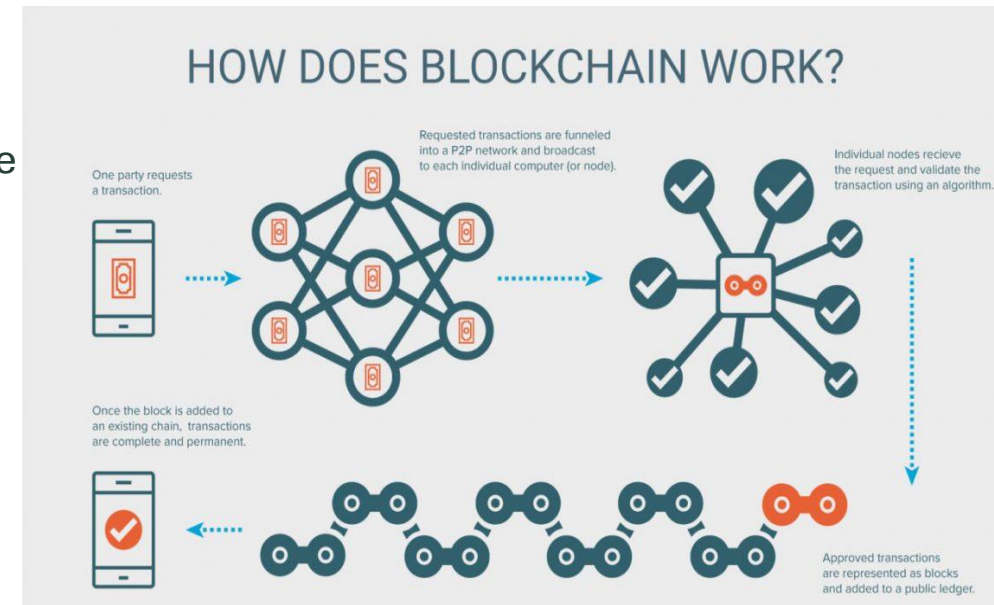 HOW DOES BLOCKCHAIN WORK?
e
One party requests
a transaction.
Requested transactions are funneled
into a P2P network and broadcast
to each individual computer (or node).
Individual nodes recieve
the request and validate the
transaction using an algorithm.
Once the block is added to
an existing chain, transactions
are complete and permanent.
Approved transactions
are represented as blocks
and added to a public ledger.